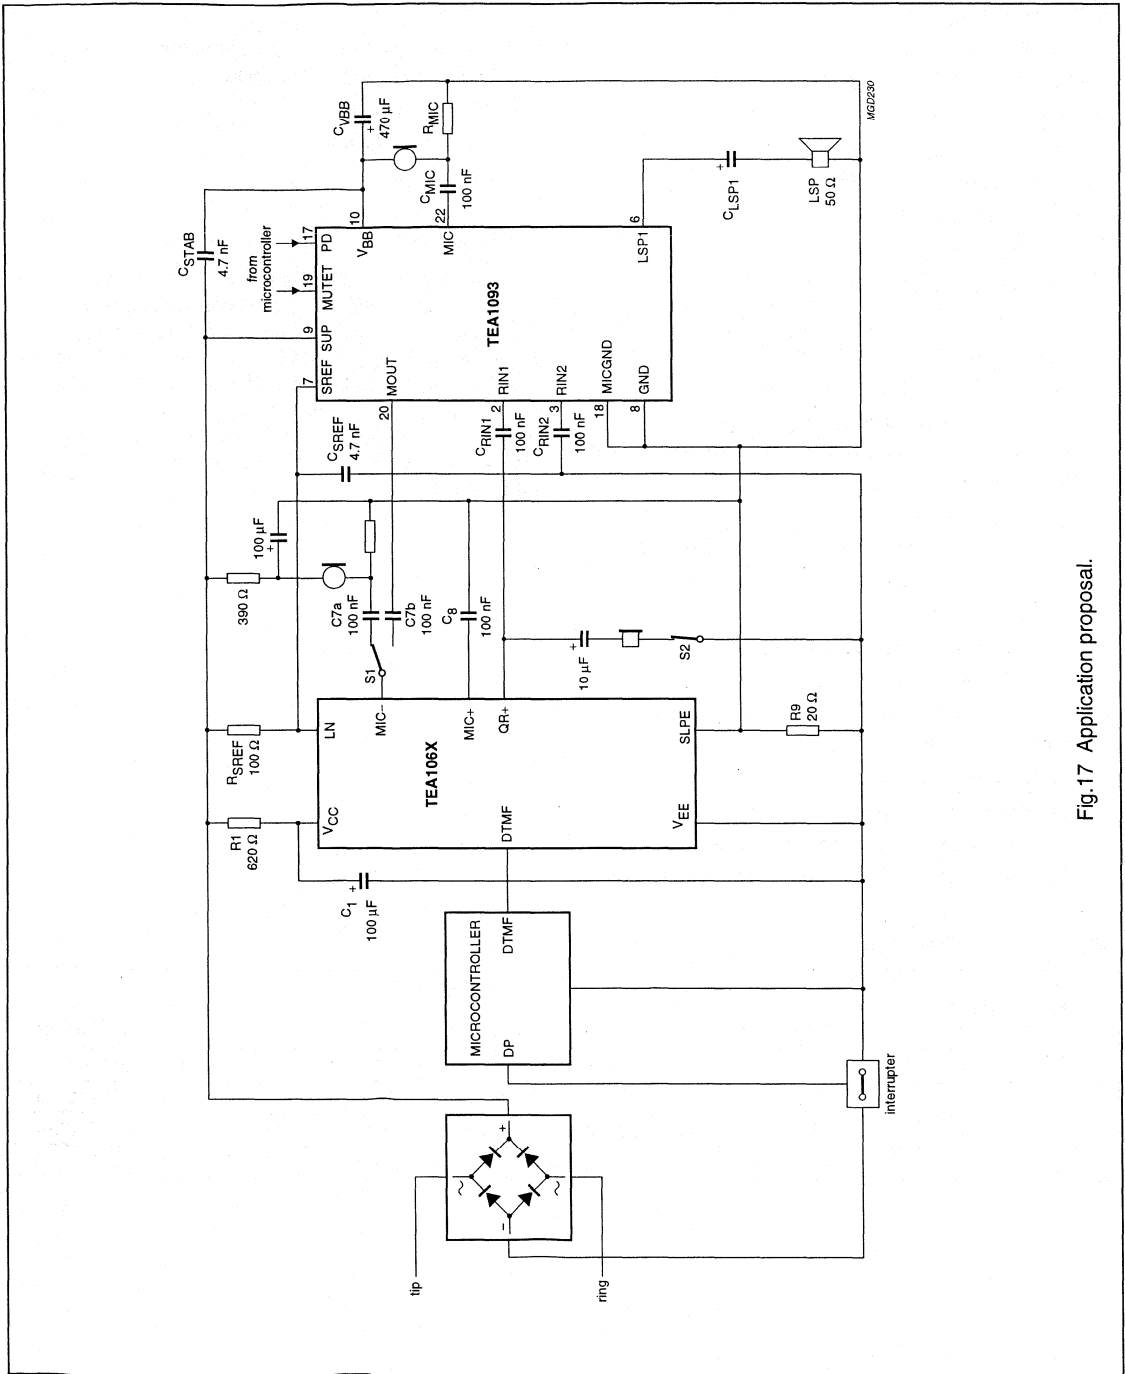 tip
ring
~
~
+
−
interrupter
MICROCONTROLLER
DP
DTMF
C1
100 µF
+
R1
620 Ω
RSREF
100 Ω
TEA106X
VCC
LN
DTMF
MIC−
MIC+
QR+
VEE
SLPE
R9
20 Ω
390 Ω
100 µF
+
S1
C7a
100 nF
C7b
100 nF
C8
100 nF
10 µF
+
S2
CSREF
4.7 nF
CRIN1
100 nF
CRIN2
100 nF
CSTAB
4.7 nF
from
microcontroller
TEA1093
7
SREF
9
SUP
19
MUTET
17
PD
20
MOUT
2
RIN1
3
RIN2
18
MICGND
8
GND
10
VBB
22
MIC
6
LSP1
CVBB
470 µF
+
RMIC
CMIC
100 nF
CLSP1
+
LSP
50 Ω
MGD230
Fig.17 Application proposal.